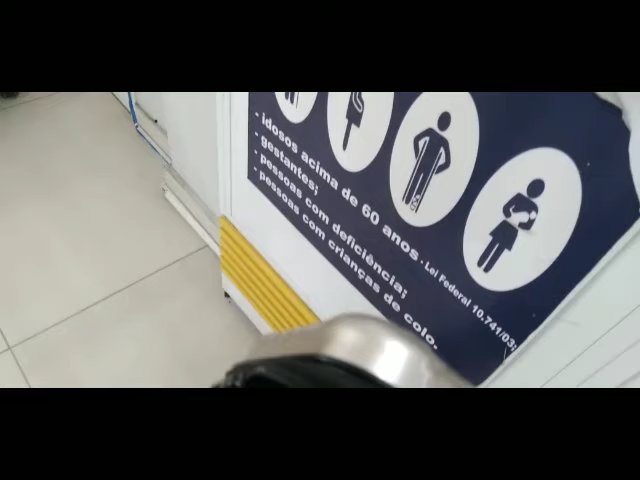 - idosos acima de 60 anos - Lei Federal 10.741/03;
- gestantes;
- pessoas com deficiência;
- pessoas com crianças de colo.